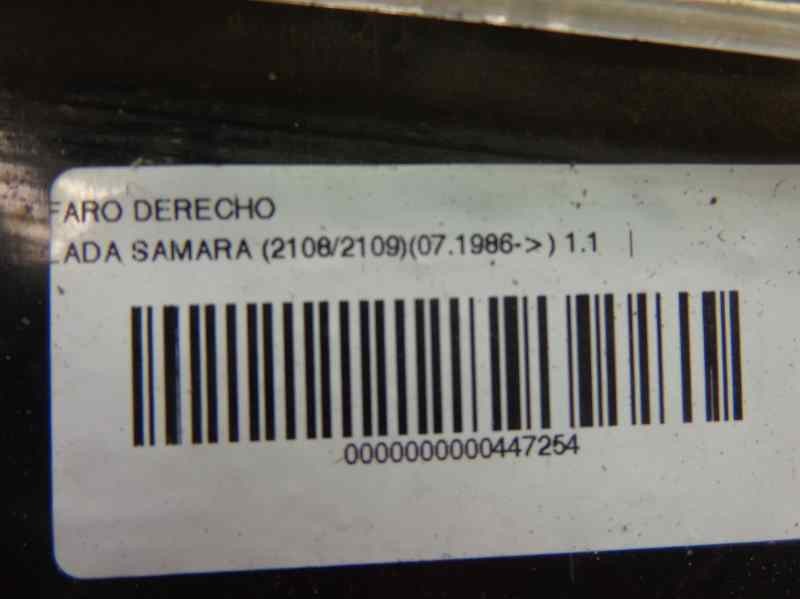 FARO DERECHO
LADA SAMARA (2108/2109)(07.1986->) 1.1 |
0000000000447254